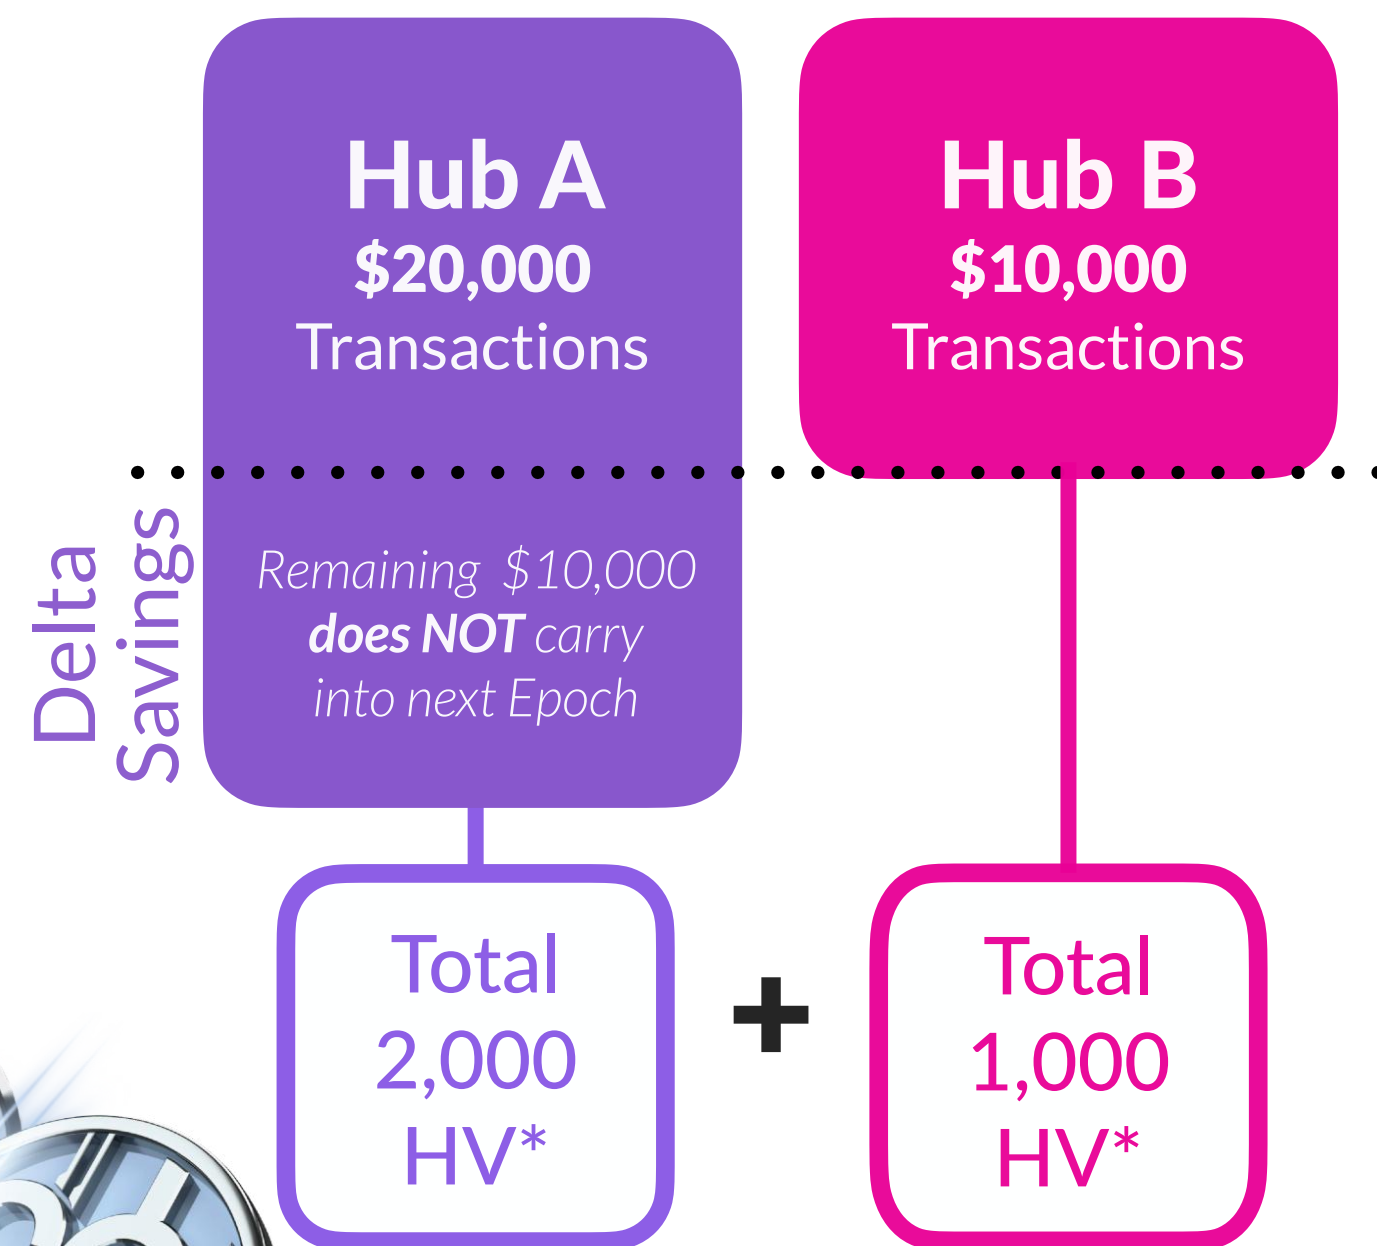 Hub A
$20,000
Transactions
Hub B
$10,000
Transactions
Delta
Savings
Remaining $10,000
does NOT carry
into next Epoch
Total
2,000
HV*
+
Total
1,000
HV*